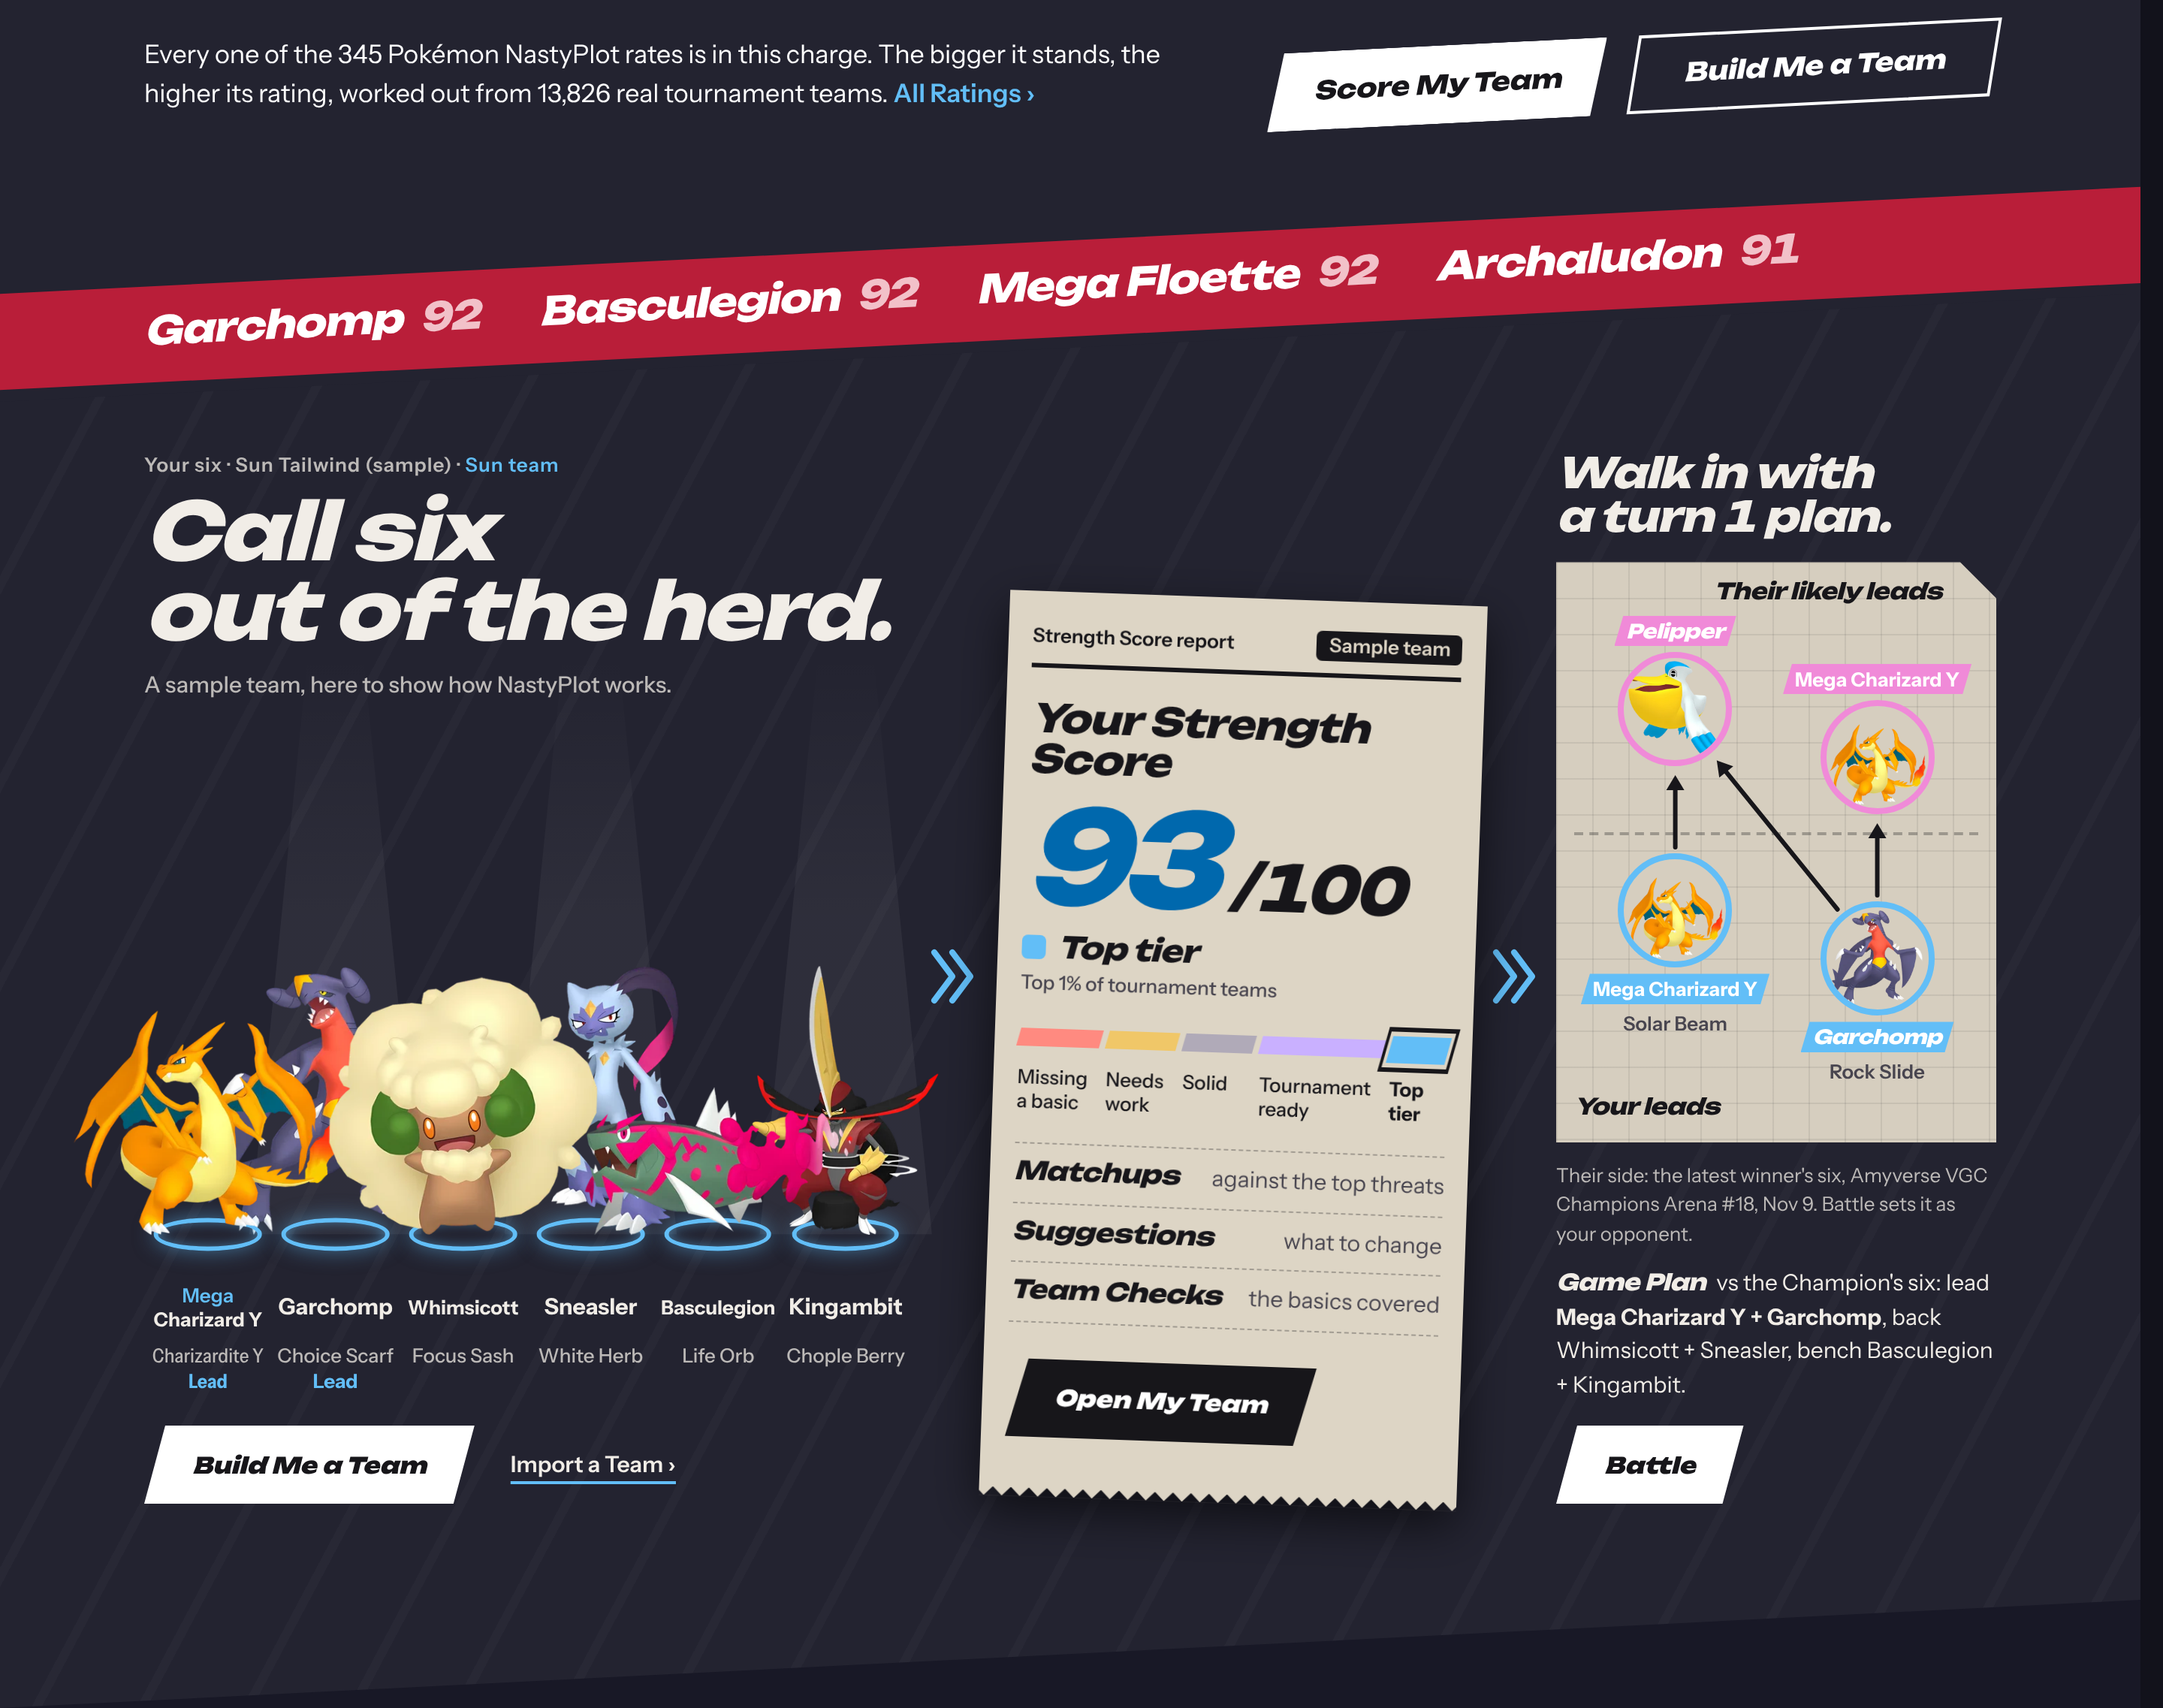 Every one of the 345 Pokémon NastyPlot rates is in this charge. The bigger it stands, the
higher its rating, worked out from 13,826 real tournament teams. All Ratings ›
Score My Team
Build Me a Team
Garchomp 92 Basculegion 92 Mega Floette 92 Archaludon 91
Your six · Sun Tailwind (sample) · Sun team
Call six
out of the herd.
A sample team, here to show how NastyPlot works.
Mega
Charizard Y
Garchomp
Whimsicott
Sneasler
Basculegion
Kingambit
Charizardite Y
Lead
Choice Scarf
Lead
Focus Sash
White Herb
Life Orb
Chople Berry
Build Me a Team
Import a Team ›
Strength Score report
Sample team
Your Strength
Score
93/100
Top tier
Top 1% of tournament teams
Missing
a basic
Needs
work
Solid
Tournament
ready
Top
tier
Matchups against the top threats
Suggestions what to change
Team Checks the basics covered
Open My Team
Walk in with
a turn 1 plan.
Their likely leads
Pelipper
Mega Charizard Y
Mega Charizard Y
Solar Beam
Garchomp
Rock Slide
Your leads
Their side: the latest winner's six, Amyverse VGC
Champions Arena #18, Nov 9. Battle sets it as
your opponent.
Game Plan vs the Champion's six: lead
Mega Charizard Y + Garchomp, back
Whimsicott + Sneasler, bench Basculegion
+ Kingambit.
Battle